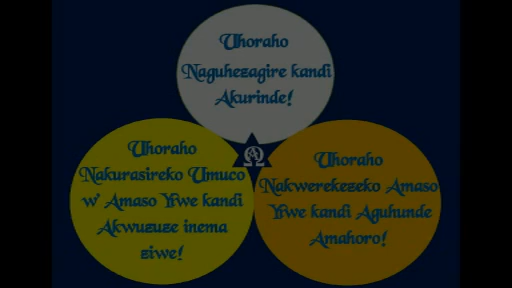 Uhoraho
Naguhezagire kandi
Akurinde!
Uhoraho
Nakurasireko Umuco
w' Amaso Yiwe kandi
Akwuzuze inema
ziwe!
Uhoraho
Nakwerekezeko Amaso
Yiwe kandi Aguhunde
Amahoro!